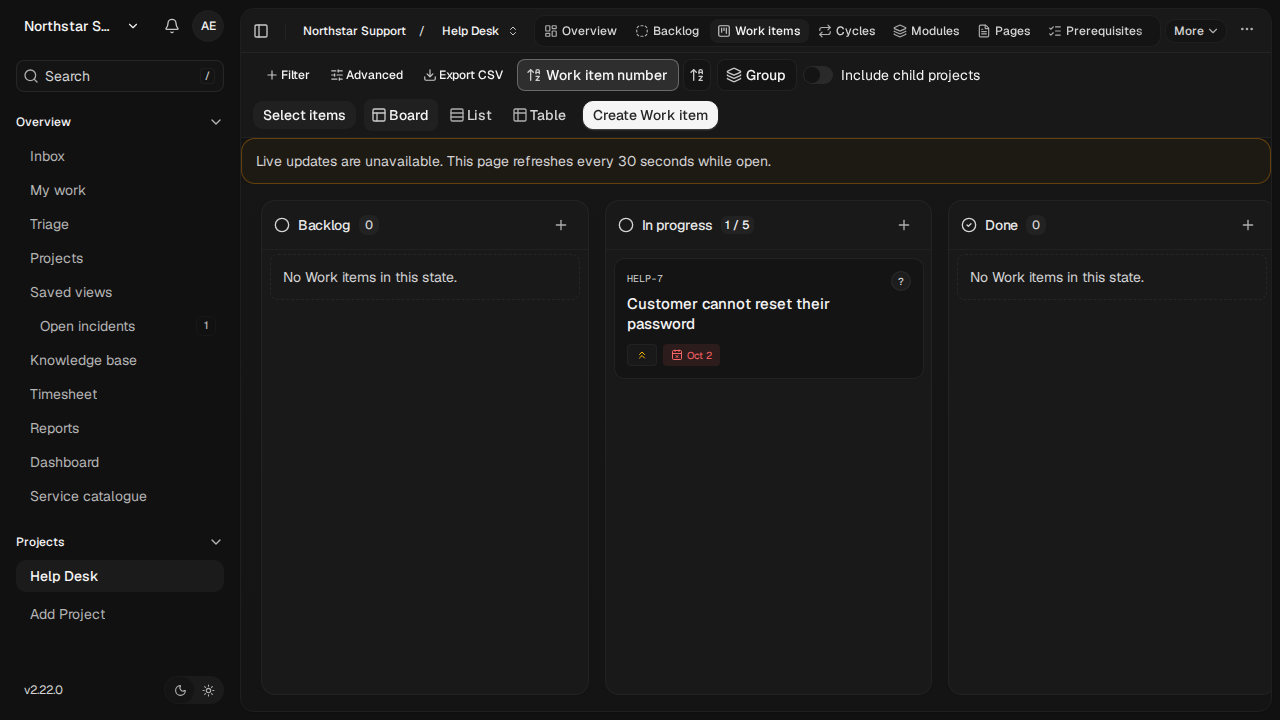 Northstar S...
AE
Search
/
Overview
Inbox
My work
Triage
Projects
Saved views
Open incidents
1
Knowledge base
Timesheet
Reports
Dashboard
Service catalogue
Projects
Help Desk
Add Project
v2.22.0
Northstar Support / Help Desk
Overview
Backlog
Work items
Cycles
Modules
Pages
Prerequisites
More
Filter
Advanced
Export CSV
Work item number
Group
Include child projects
Select items
Board
List
Table
Create Work item
Live updates are unavailable. This page refreshes every 30 seconds while open.
Backlog 0
No Work items in this state.
In progress 1 / 5
HELP-7
?
Customer cannot reset their
password
Oct 2
Done 0
No Work items in this state.